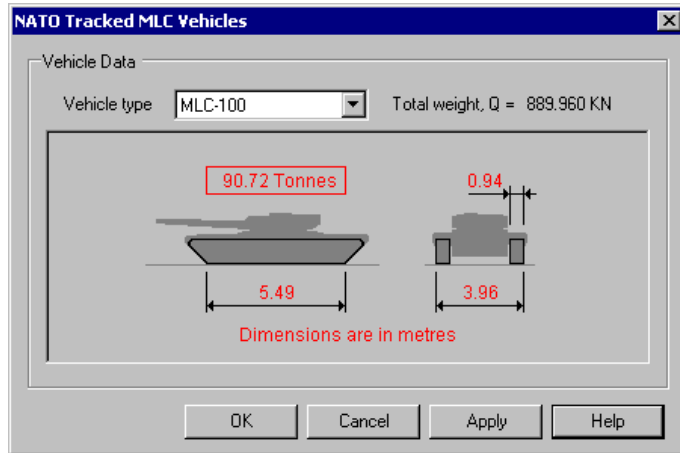 NATO Tracked MLC Vehicles
Vehicle Data
Vehicle type MLC-100 Total weight, Q = 889.960 KN
90.72 Tonnes 0.94
5.49 3.96
Dimensions are in metres
OK Cancel Apply Help